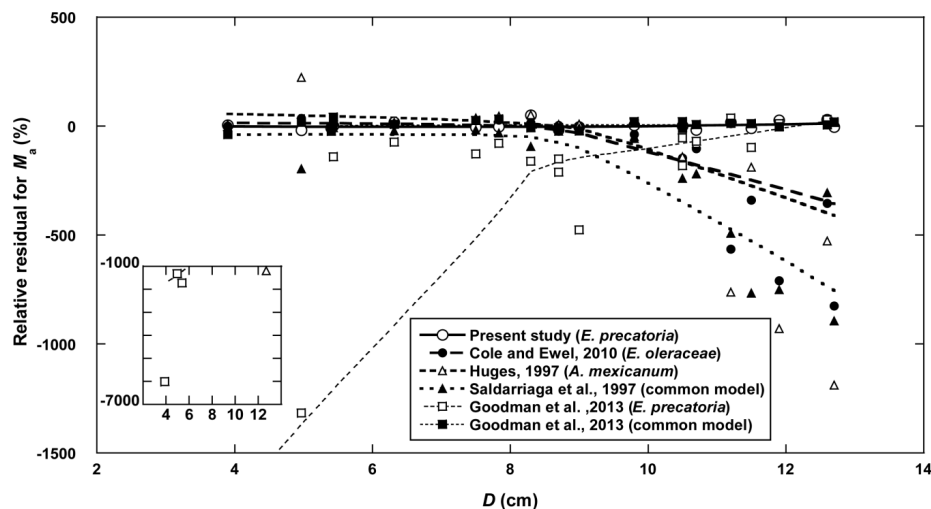 500
0
-500
-1000
-1500
Relative residual for Ma (%)
-1000
-7000
4 6 8 10 12
Present study (E. precatoria)
Cole and Ewel, 2010 (E. oleraceae)
Huges, 1997 (A. mexicanum)
Saldarriaga et al., 1997 (common model)
Goodman et al. ,2013 (E. precatoria)
Goodman et al., 2013 (common model)
2 4 6 8 10 12 14
D (cm)